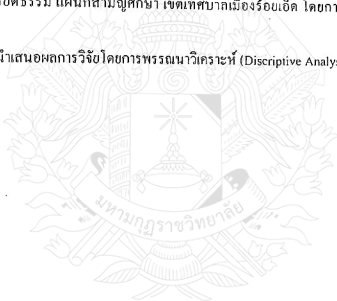 ยตธรรม แผนกสามัญศึกษา เขตเทศบาลเมืองร้อยเอ็ด โดยกา
นำเสนอผลการวิจัยโดยการพรรณนาวิเคราะห์ (Discriptive Analys
มหามกุฏราชวิทยาลัย